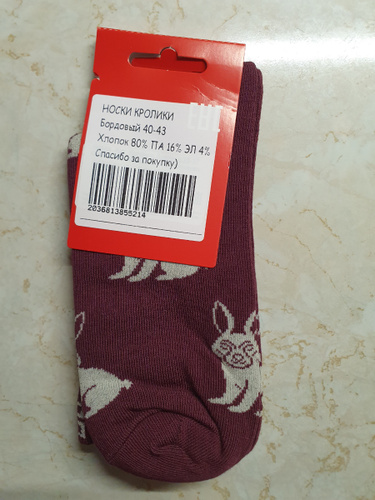 НОСКИ КРОЛИКИ
Бордовый 40-43
Хлопок 80% ПА 16% ЭЛ 4%
Спасибо за покупку)
2036813855214